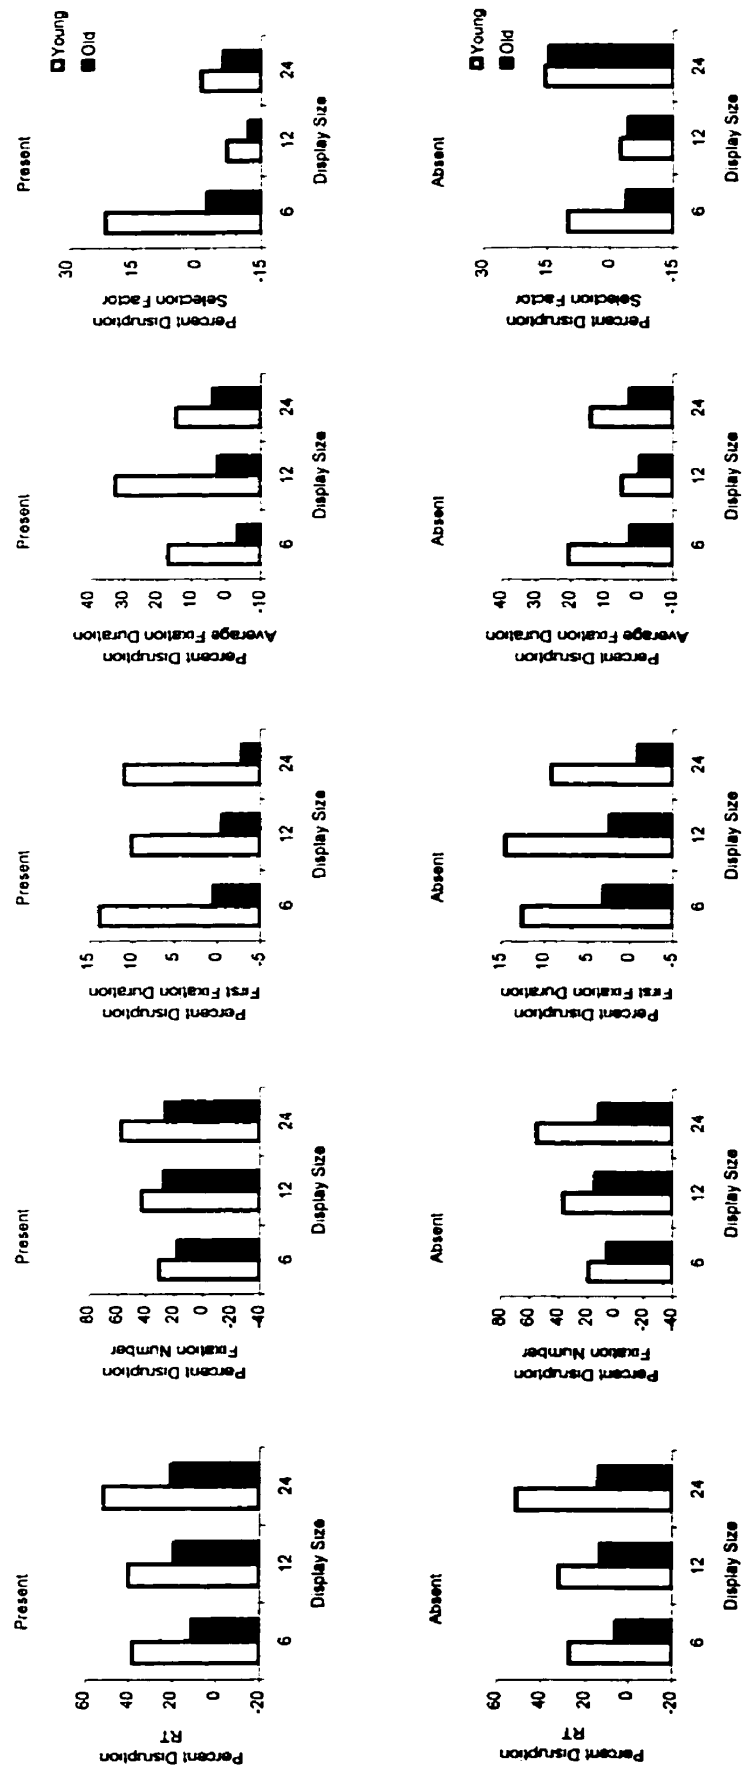 Present
Percent Disruption
RT
60
40
20
0
-20
6 12 24
Display Size
Present
Percent Disruption
Fixation Number
80
60
40
20
0
-20
-40
6 12 24
Display Size
Present
Percent Disruption
First Fixation Duration
15
10
5
0
-5
6 12 24
Display Size
Present
Percent Disruption
Average Fixation Duration
40
30
20
10
0
-10
6 12 24
Display Size
Present
Percent Disruption
Selection Factor
30
15
0
-15
6 12 24
Display Size
Young
Old
Absent
Percent Disruption
RT
60
40
20
0
-20
6 12 24
Display Size
Absent
Percent Disruption
Fixation Number
80
60
40
20
0
-20
-40
6 12 24
Display Size
Absent
Percent Disruption
First Fixation Duration
15
10
5
0
-5
6 12 24
Display Size
Absent
Percent Disruption
Average Fixation Duration
40
30
20
10
0
-10
6 12 24
Display Size
Absent
Percent Disruption
Selection Factor
30
15
0
-15
6 12 24
Display Size
Young
Old